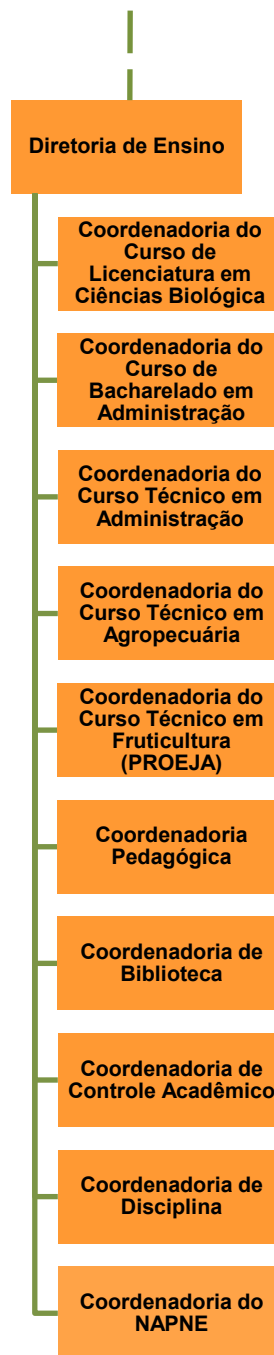 Diretoria de Ensino
Coordenadoria do
Curso de
Licenciatura em
Ciências Biológica
Coordenadoria do
Curso de
Bacharelado em
Administração
Coordenadoria do
Curso Técnico em
Administração
Coordenadoria do
Curso Técnico em
Agropecuária
Coordenadoria do
Curso Técnico em
Fruticultura
(PROEJA)
Coordenadoria
Pedagógica
Coordenadoria de
Biblioteca
Coordenadoria de
Controle Acadêmico
Coordenadoria de
Disciplina
Coordenadoria do
NAPNE